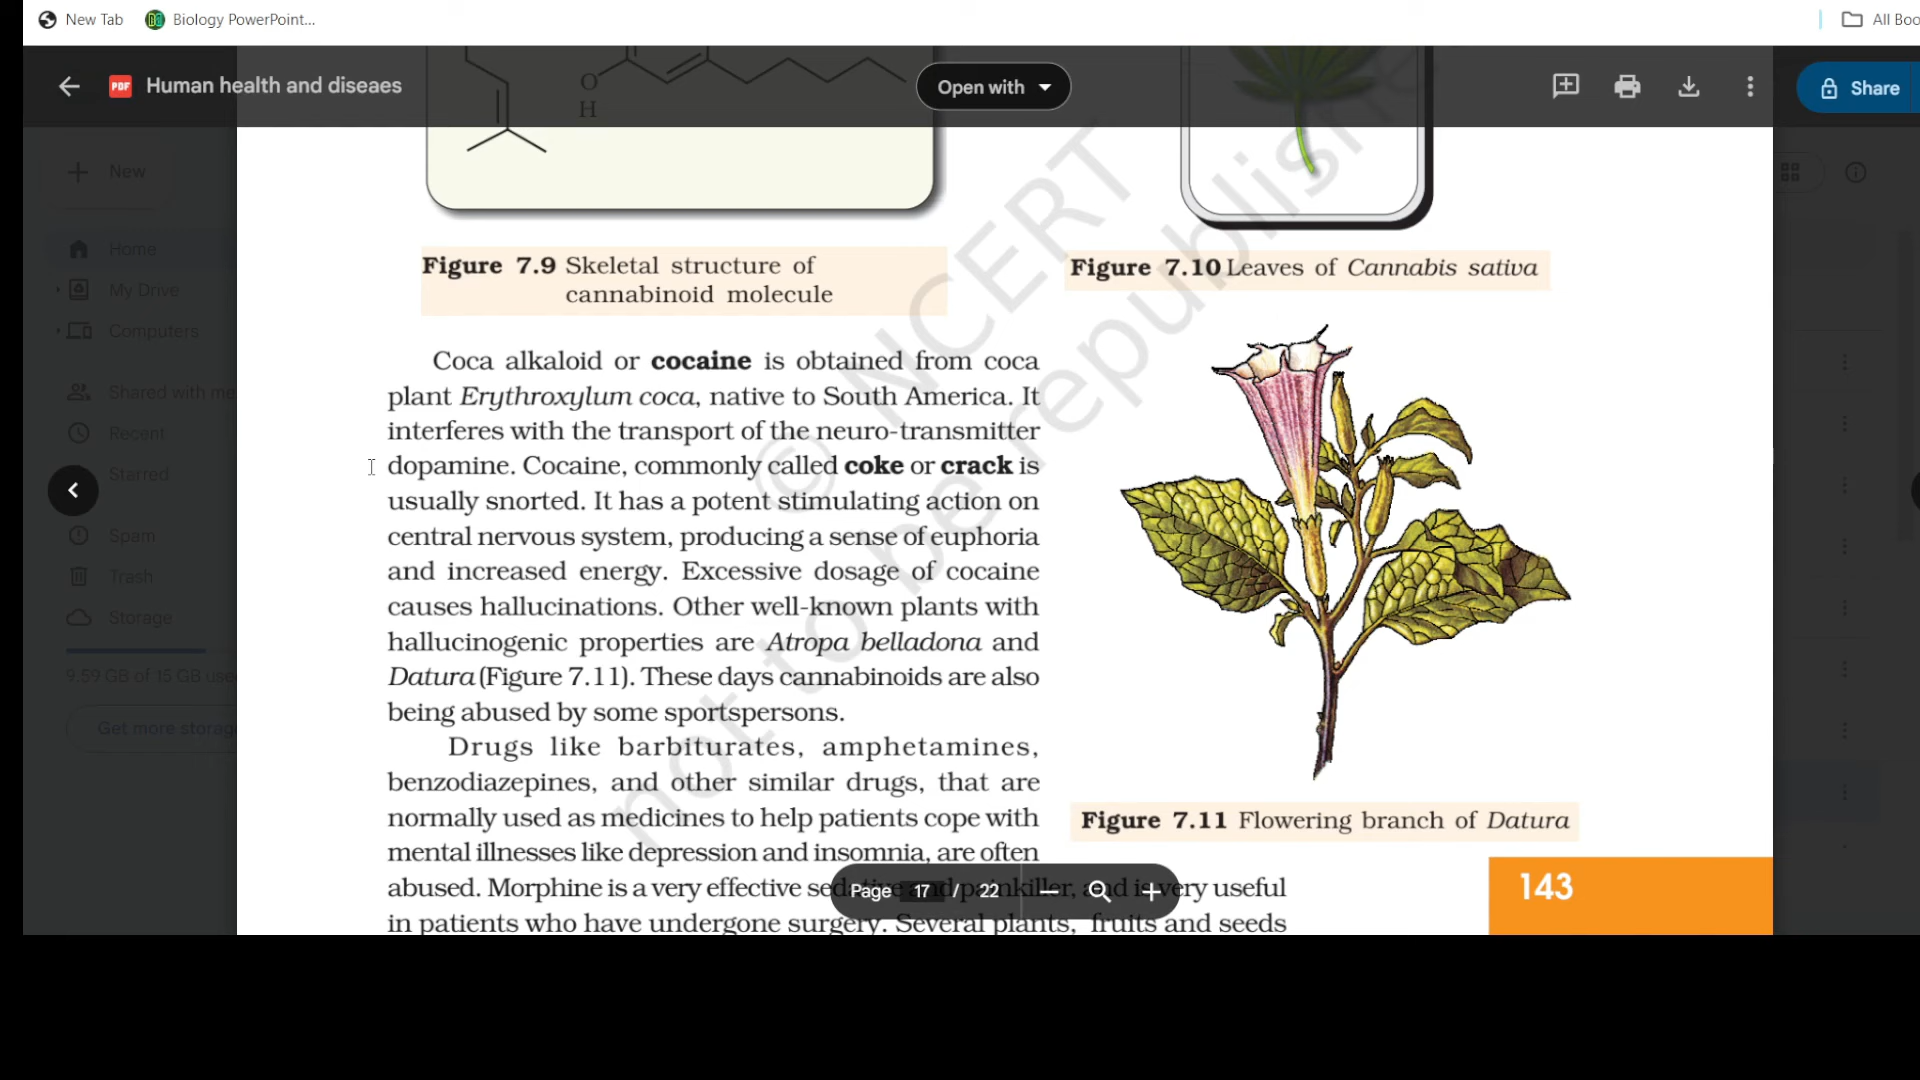 New Tab
Biology PowerPoint...
All Boo
PDF
Human health and diseaes
Open with
Share
New
Home
My Drive
Computers
Shared with me
Recent
Starred
Spam
Trash
Storage
9.59 GB of 15 GB use
Get more storag
O
H
Figure 7.9 Skeletal structure of
cannabinoid molecule
Figure 7.10 Leaves of Cannabis sativa
Coca alkaloid or cocaine is obtained from coca
plant Erythroxylum coca, native to South America. It
interferes with the transport of the neuro-transmitter
dopamine. Cocaine, commonly called coke or crack is
usually snorted. It has a potent stimulating action on
central nervous system, producing a sense of euphoria
and increased energy. Excessive dosage of cocaine
causes hallucinations. Other well-known plants with
hallucinogenic properties are Atropa belladona and
Datura (Figure 7.11). These days cannabinoids are also
being abused by some sportspersons.
Drugs like barbiturates, amphetamines,
benzodiazepines, and other similar drugs, that are
normally used as medicines to help patients cope with
mental illnesses like depression and insomnia, are often
abused. Morphine is a very effective sedative and painkiller, and is very useful
in patients who have undergone surgery. Several plants, fruits and seeds
Figure 7.11 Flowering branch of Datura
143
Page 17 / 22
© NCERT
not to be republishe